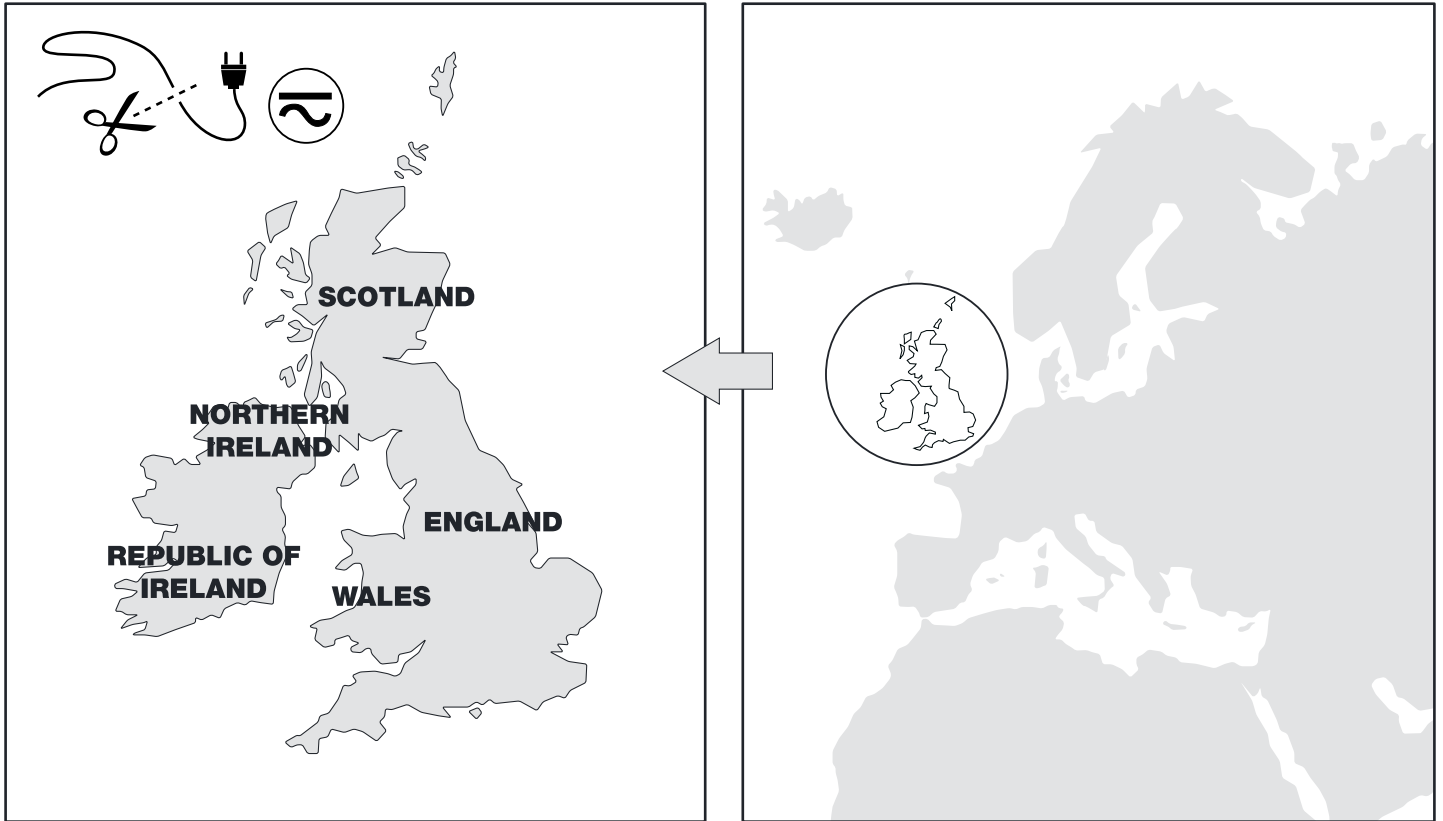 SCOTLAND
NORTHERN
IRELAND
ENGLAND
REPUBLIC OF
IRELAND
WALES